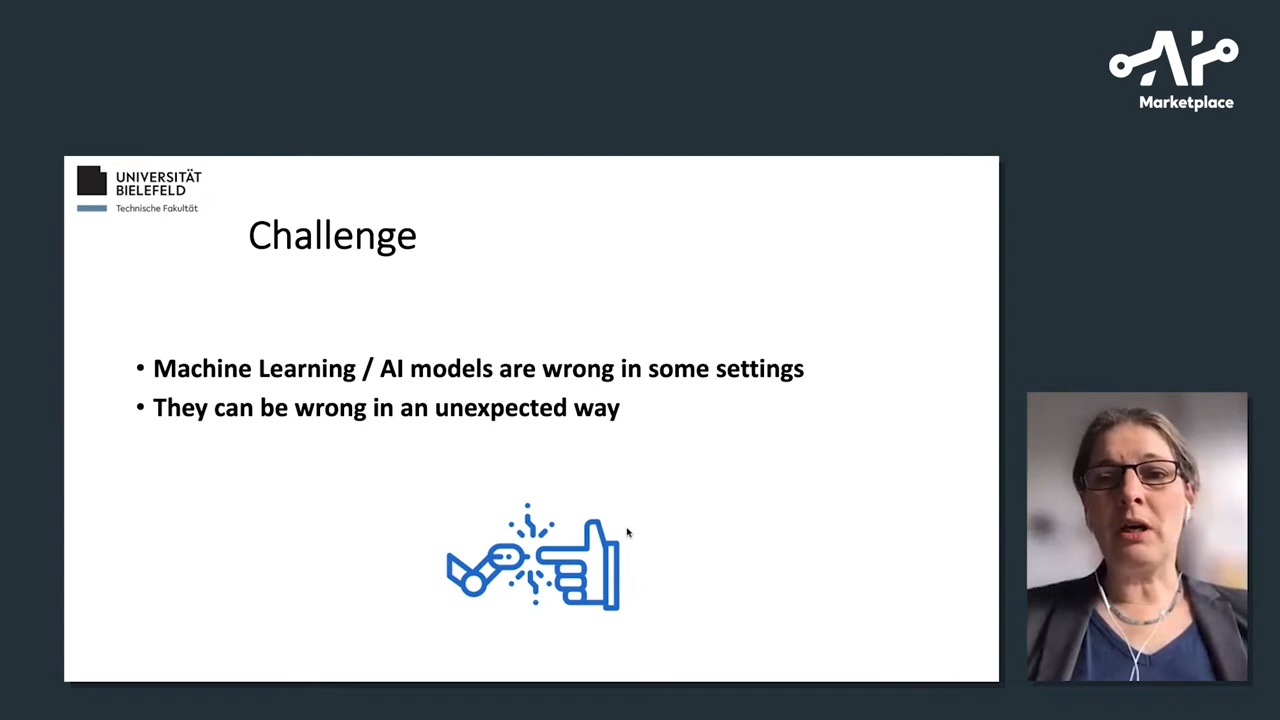 AI
Marketplace
UNIVERSITÄT
BIELEFELD
Technische Fakultät
Challenge
• Machine Learning / AI models are wrong in some settings
• They can be wrong in an unexpected way